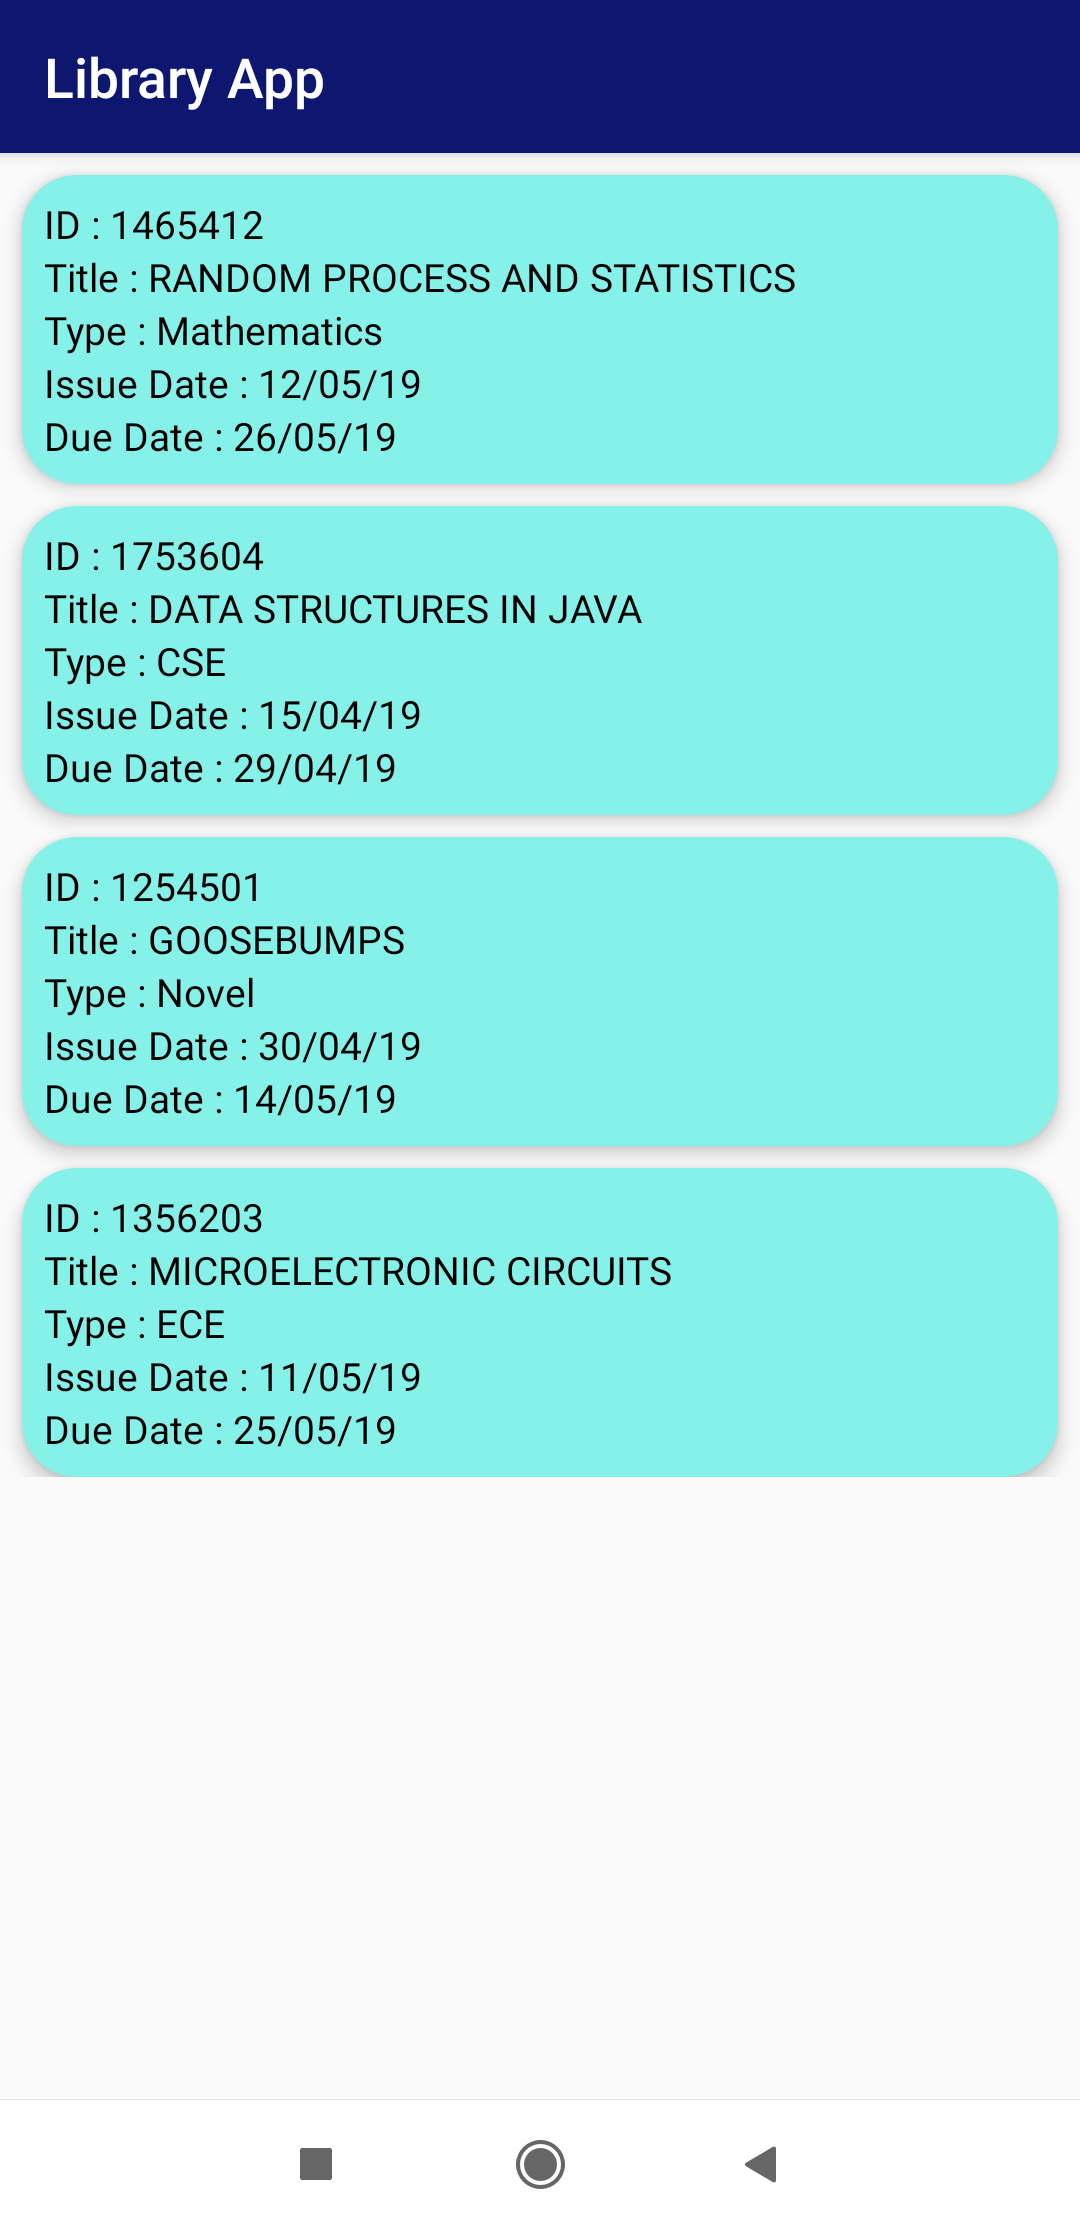 Library App
ID : 1465412
Title : RANDOM PROCESS AND STATISTICS
Type : Mathematics
Issue Date : 12/05/19
Due Date : 26/05/19
ID : 1753604
Title : DATA STRUCTURES IN JAVA
Type : CSE
Issue Date : 15/04/19
Due Date : 29/04/19
ID : 1254501
Title : GOOSEBUMPS
Type : Novel
Issue Date : 30/04/19
Due Date : 14/05/19
ID : 1356203
Title : MICROELECTRONIC CIRCUITS
Type : ECE
Issue Date : 11/05/19
Due Date : 25/05/19